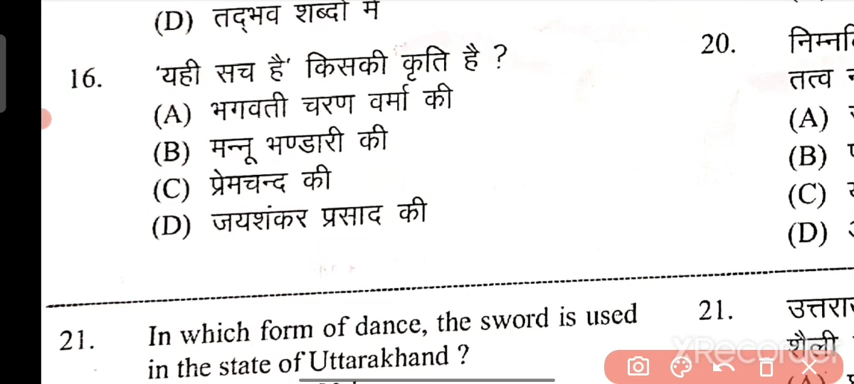 (D) तद्भव शब्दों में
16. 'यही सच है' किसकी कृति है ?
(A) भगवती चरण वर्मा की
(B) मन्नू भण्डारी की
(C) प्रेमचन्द की
(D) जयशंकर प्रसाद की
20.
तत्व
(A)
(B)
(C)
(D)
21. In which form of dance, the sword is used
in the state of Uttarakhand ?
21.
शैली
XRecorder